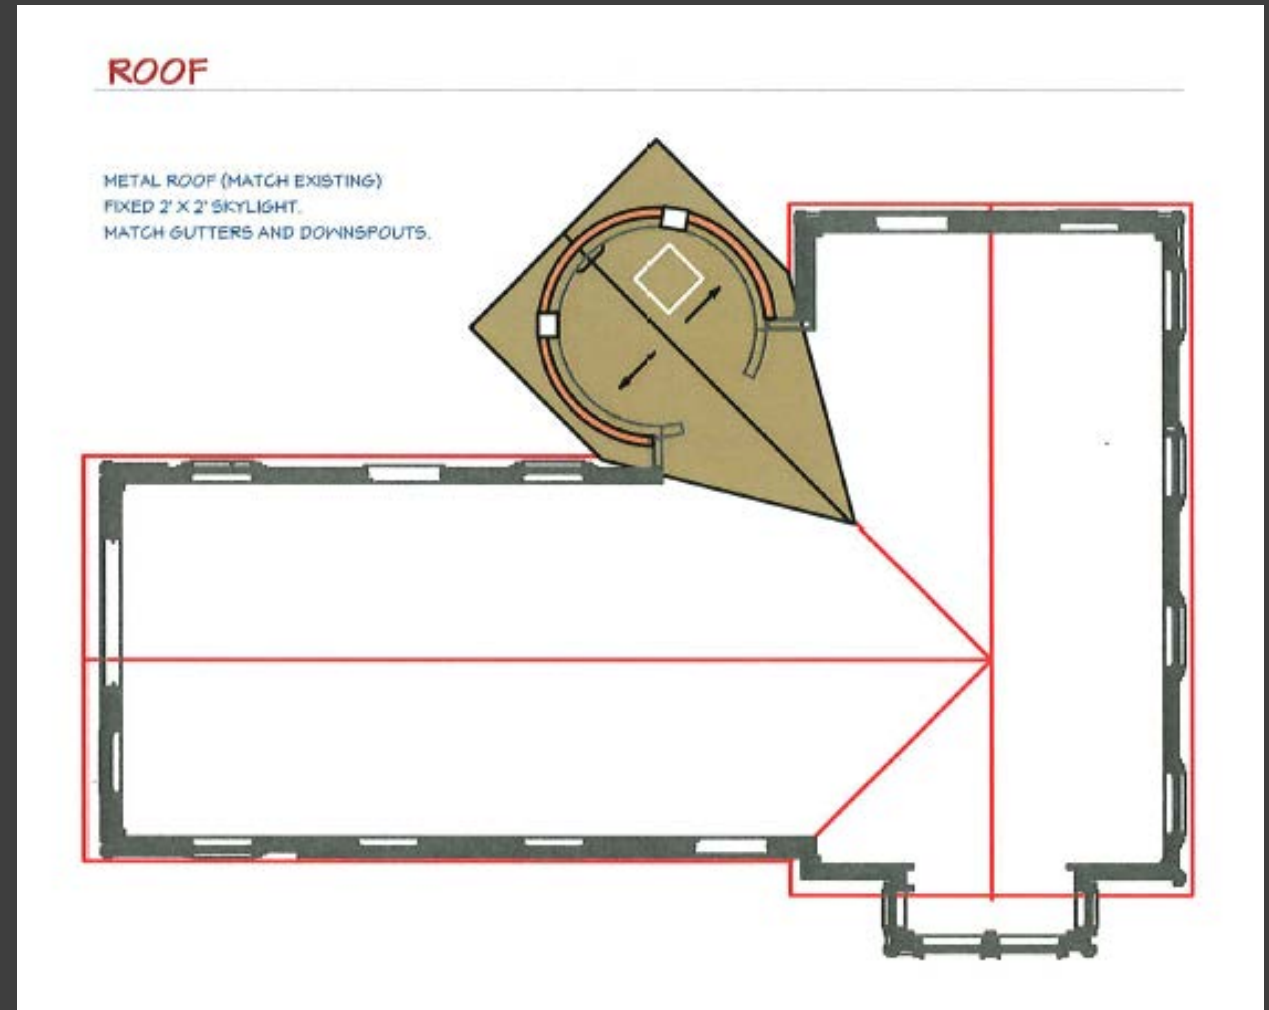 ROOF
METAL ROOF (MATCH EXISTING)
FIXED 2' X 2' SKYLIGHT.
MATCH GUTTERS AND DOWNSPOUTS.